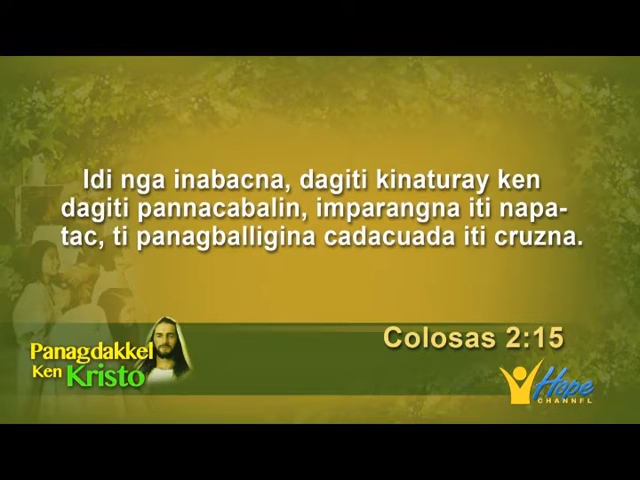 Idi nga inabacna, dagiti kinaturay ken
dagiti pannacabalin, imparangna iti napa-
tac, ti panagballigina cadacuada iti cruzna.
Colosas 2:15
Panagdakkel
Ken Kristo
Hope
CHANNEL